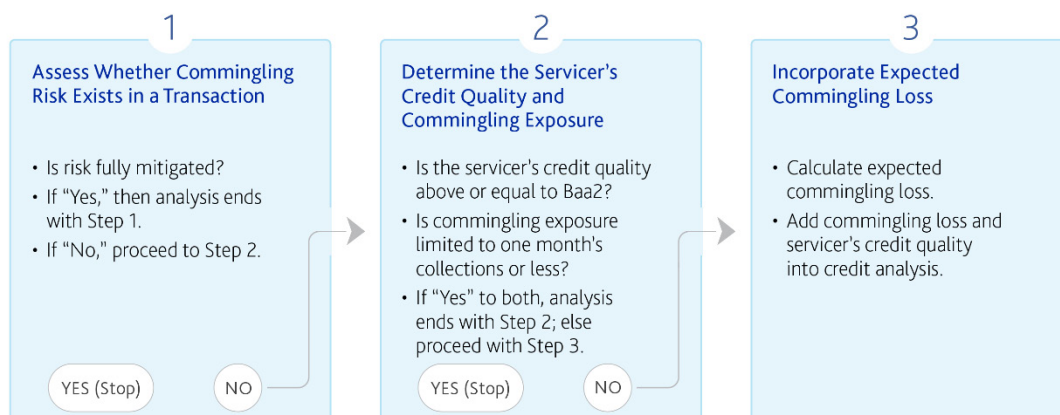 1
Assess Whether Commingling
Risk Exists in a Transaction
• Is risk fully mitigated?
• If “Yes,” then analysis ends
with Step 1.
• If “No,” proceed to Step 2.
YES (Stop)
NO
2
Determine the Servicer’s
Credit Quality and
Commingling Exposure
• Is the servicer’s credit quality
above or equal to Baa2?
• Is commingling exposure
limited to one month’s
collections or less?
• If “Yes” to both, analysis
ends with Step 2; else
proceed with Step 3.
YES (Stop)
NO
3
Incorporate Expected
Commingling Loss
• Calculate expected
commingling loss.
• Add commingling loss and
servicer’s credit quality
into credit analysis.